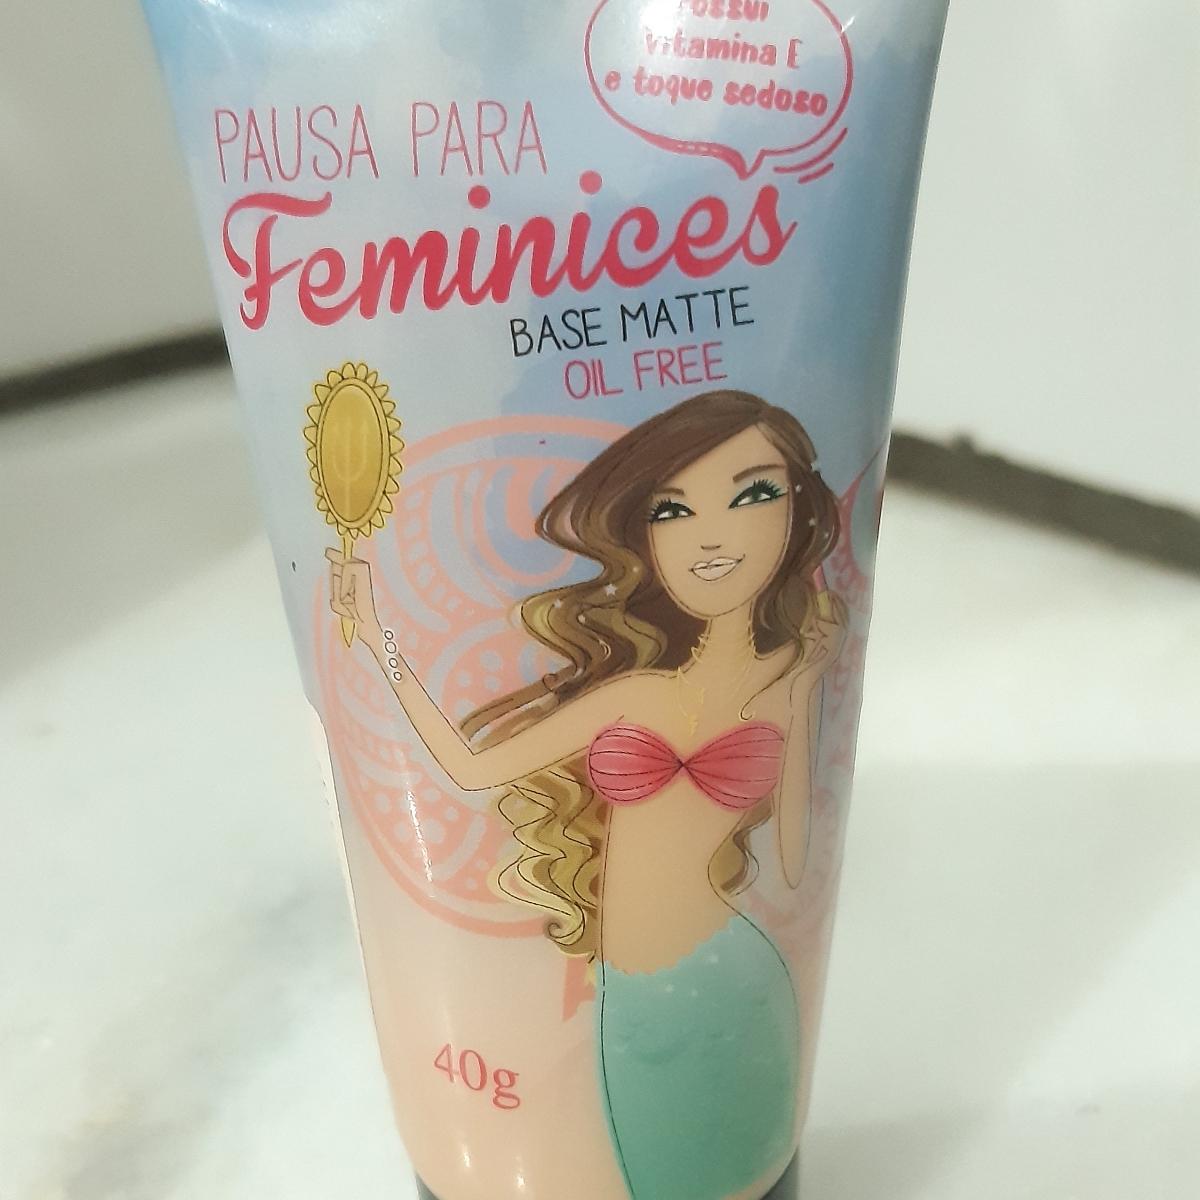 Possui
Vitamina E
e toque sedoso
PAUSA PARA
Feminices
BASE MATTE
OIL FREE
40g